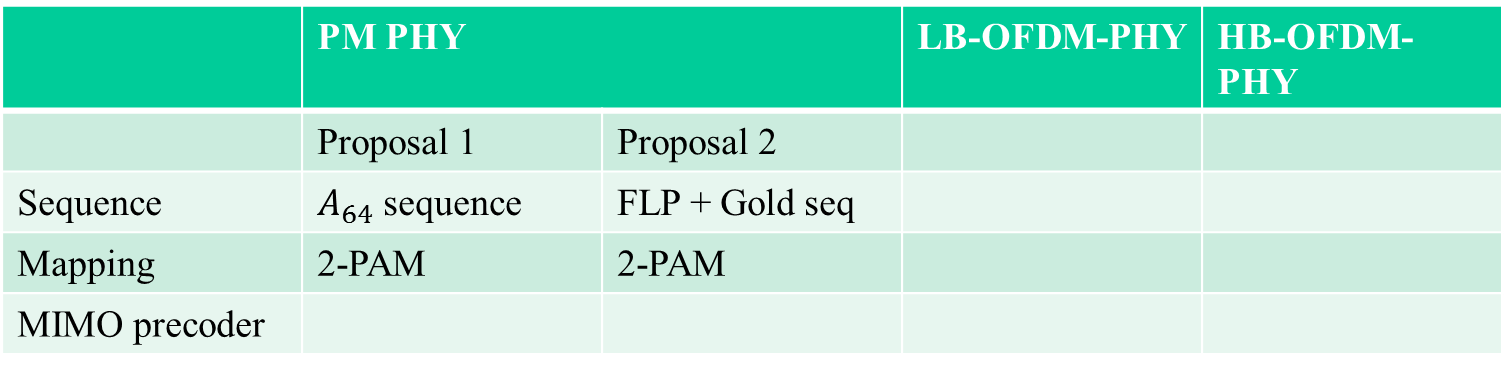 PM PHY LB-OFDM-PHY HB-OFDM-
PHY
Proposal 1 Proposal 2
Sequence A₆₄ sequence FLP + Gold seq
Mapping 2-PAM 2-PAM
MIMO precoder